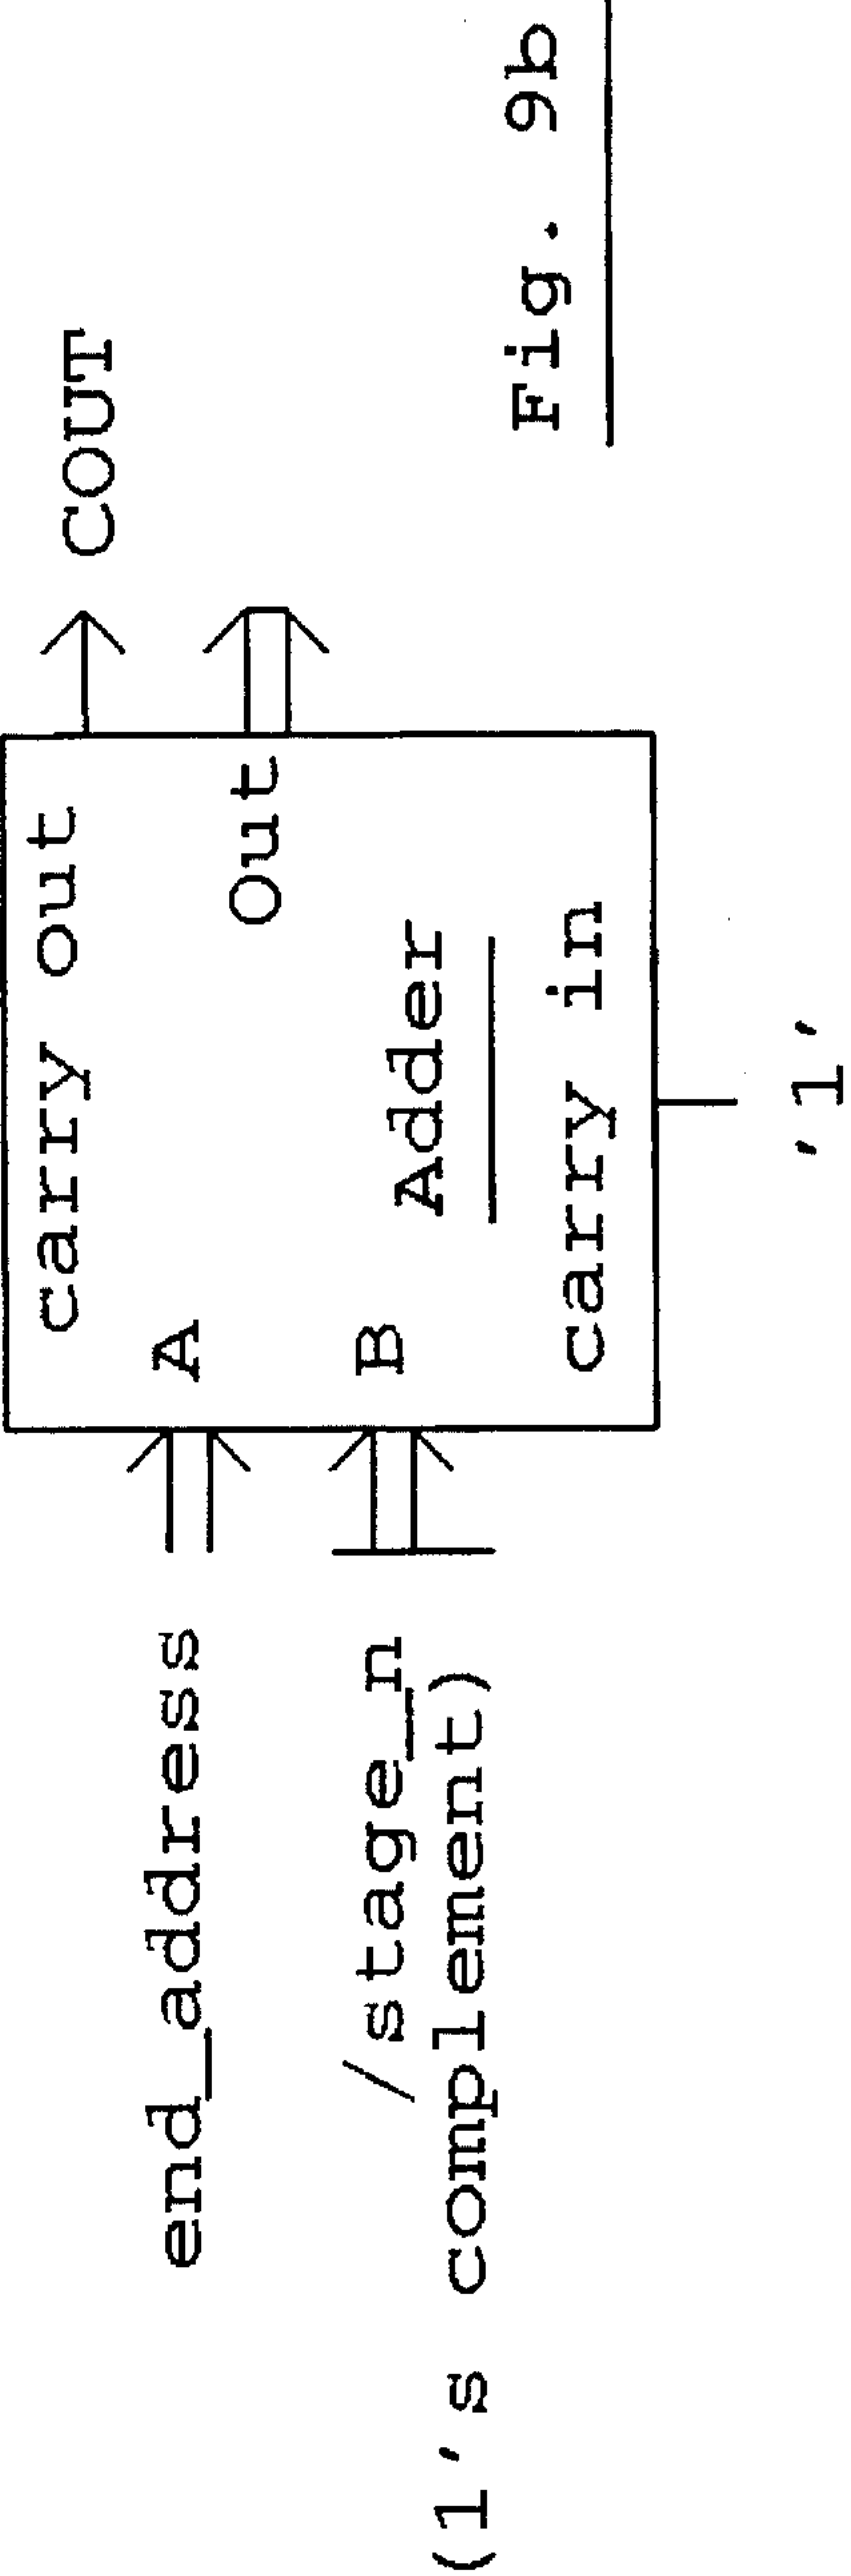 carry out
COUT
end_address
A
Out
/stage_n
(1's complement)
B
Adder
carry in
'1'
Fig. 9b